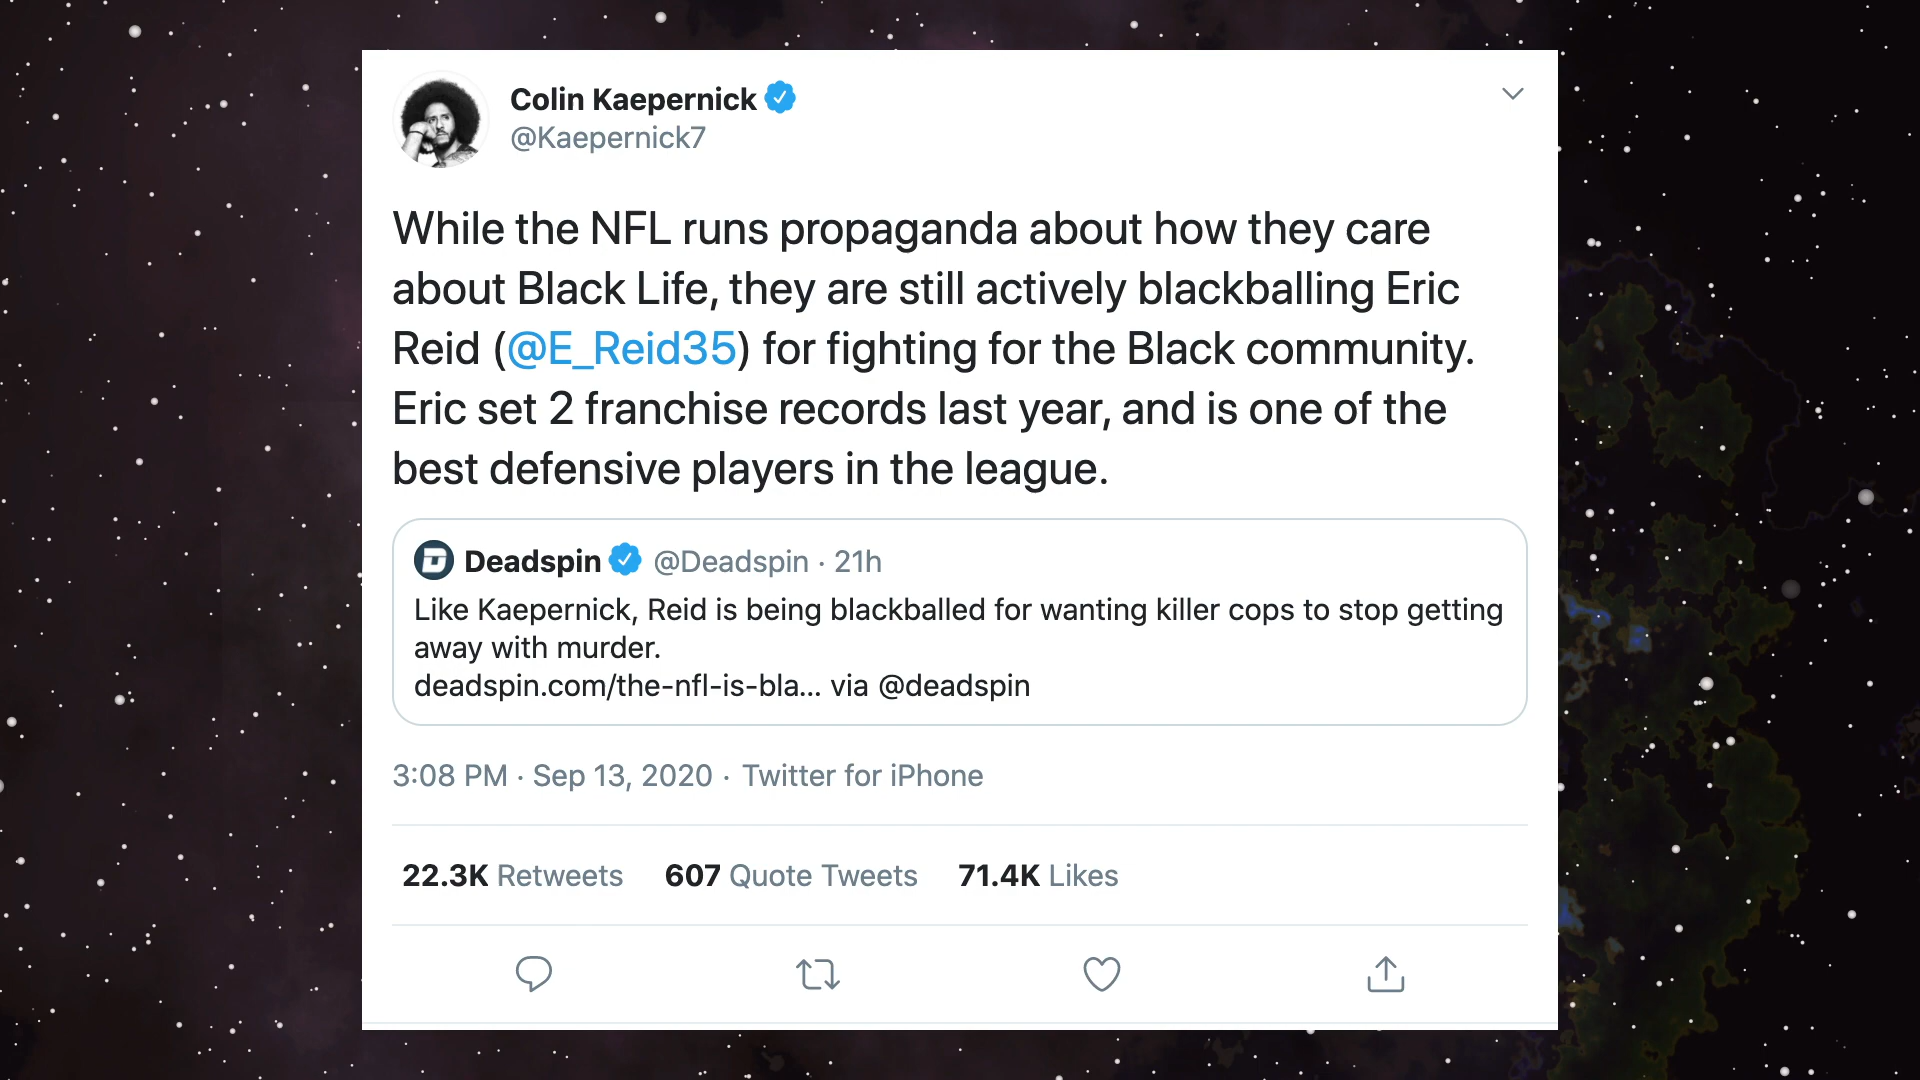 Colin Kaepernick
@Kaepernick7
While the NFL runs propaganda about how they care
about Black Life, they are still actively blackballing Eric
Reid (@E_Reid35) for fighting for the Black community.
Eric set 2 franchise records last year, and is one of the
best defensive players in the league.
Deadspin @Deadspin · 21h
Like Kaepernick, Reid is being blackballed for wanting killer cops to stop getting
away with murder.
deadspin.com/the-nfl-is-bla... via @deadspin
3:08 PM · Sep 13, 2020 · Twitter for iPhone
22.3K Retweets 607 Quote Tweets 71.4K Likes